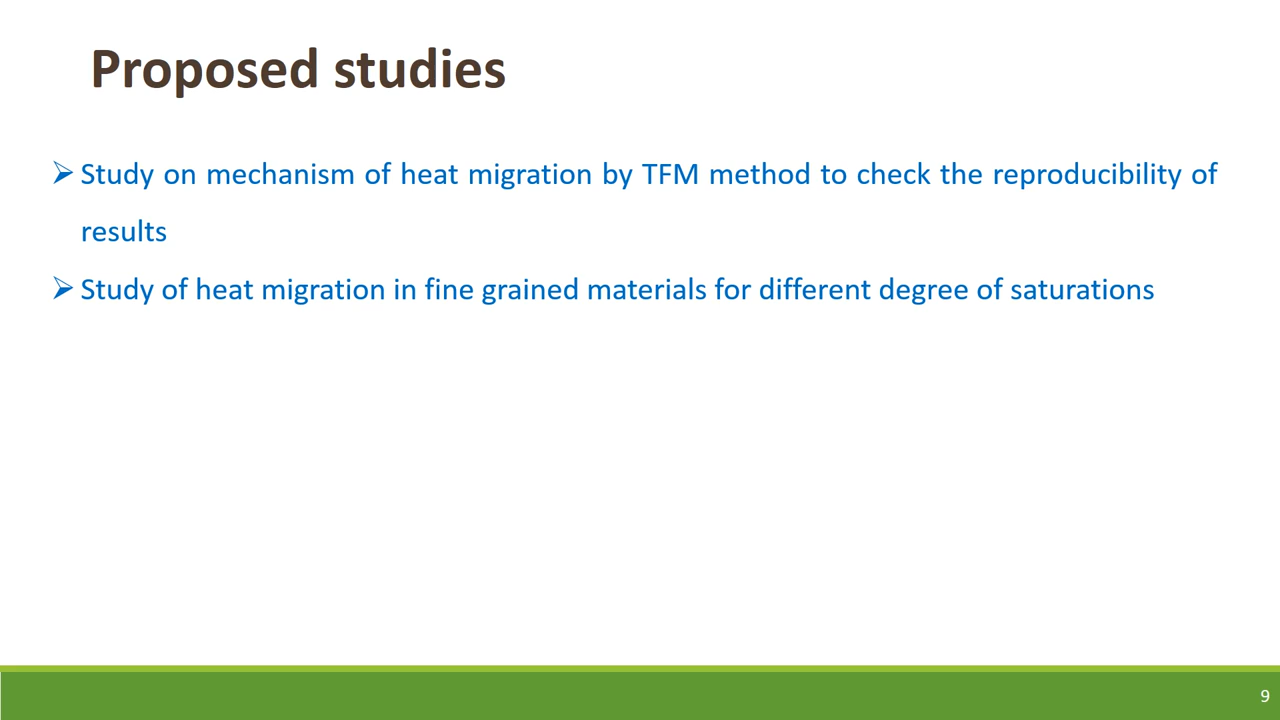 Proposed studies
➢ Study on mechanism of heat migration by TFM method to check the reproducibility of
results
➢ Study of heat migration in fine grained materials for different degree of saturations
9